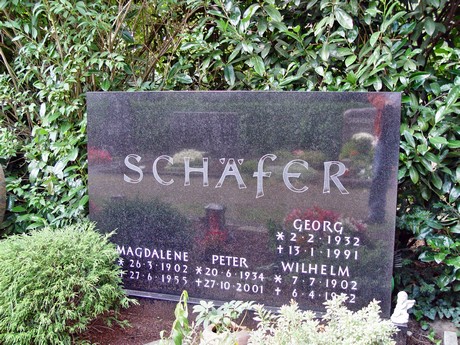 SCHÄFER
MAGDALENE
* 26·3·1902
+ 27·6·1955
PETER
* 20·6·1934
+ 27·10·2001
GEORG
* 2·2·1932
+ 13·1·1991
WILHELM
* 7·7·1902
+ 6·4·